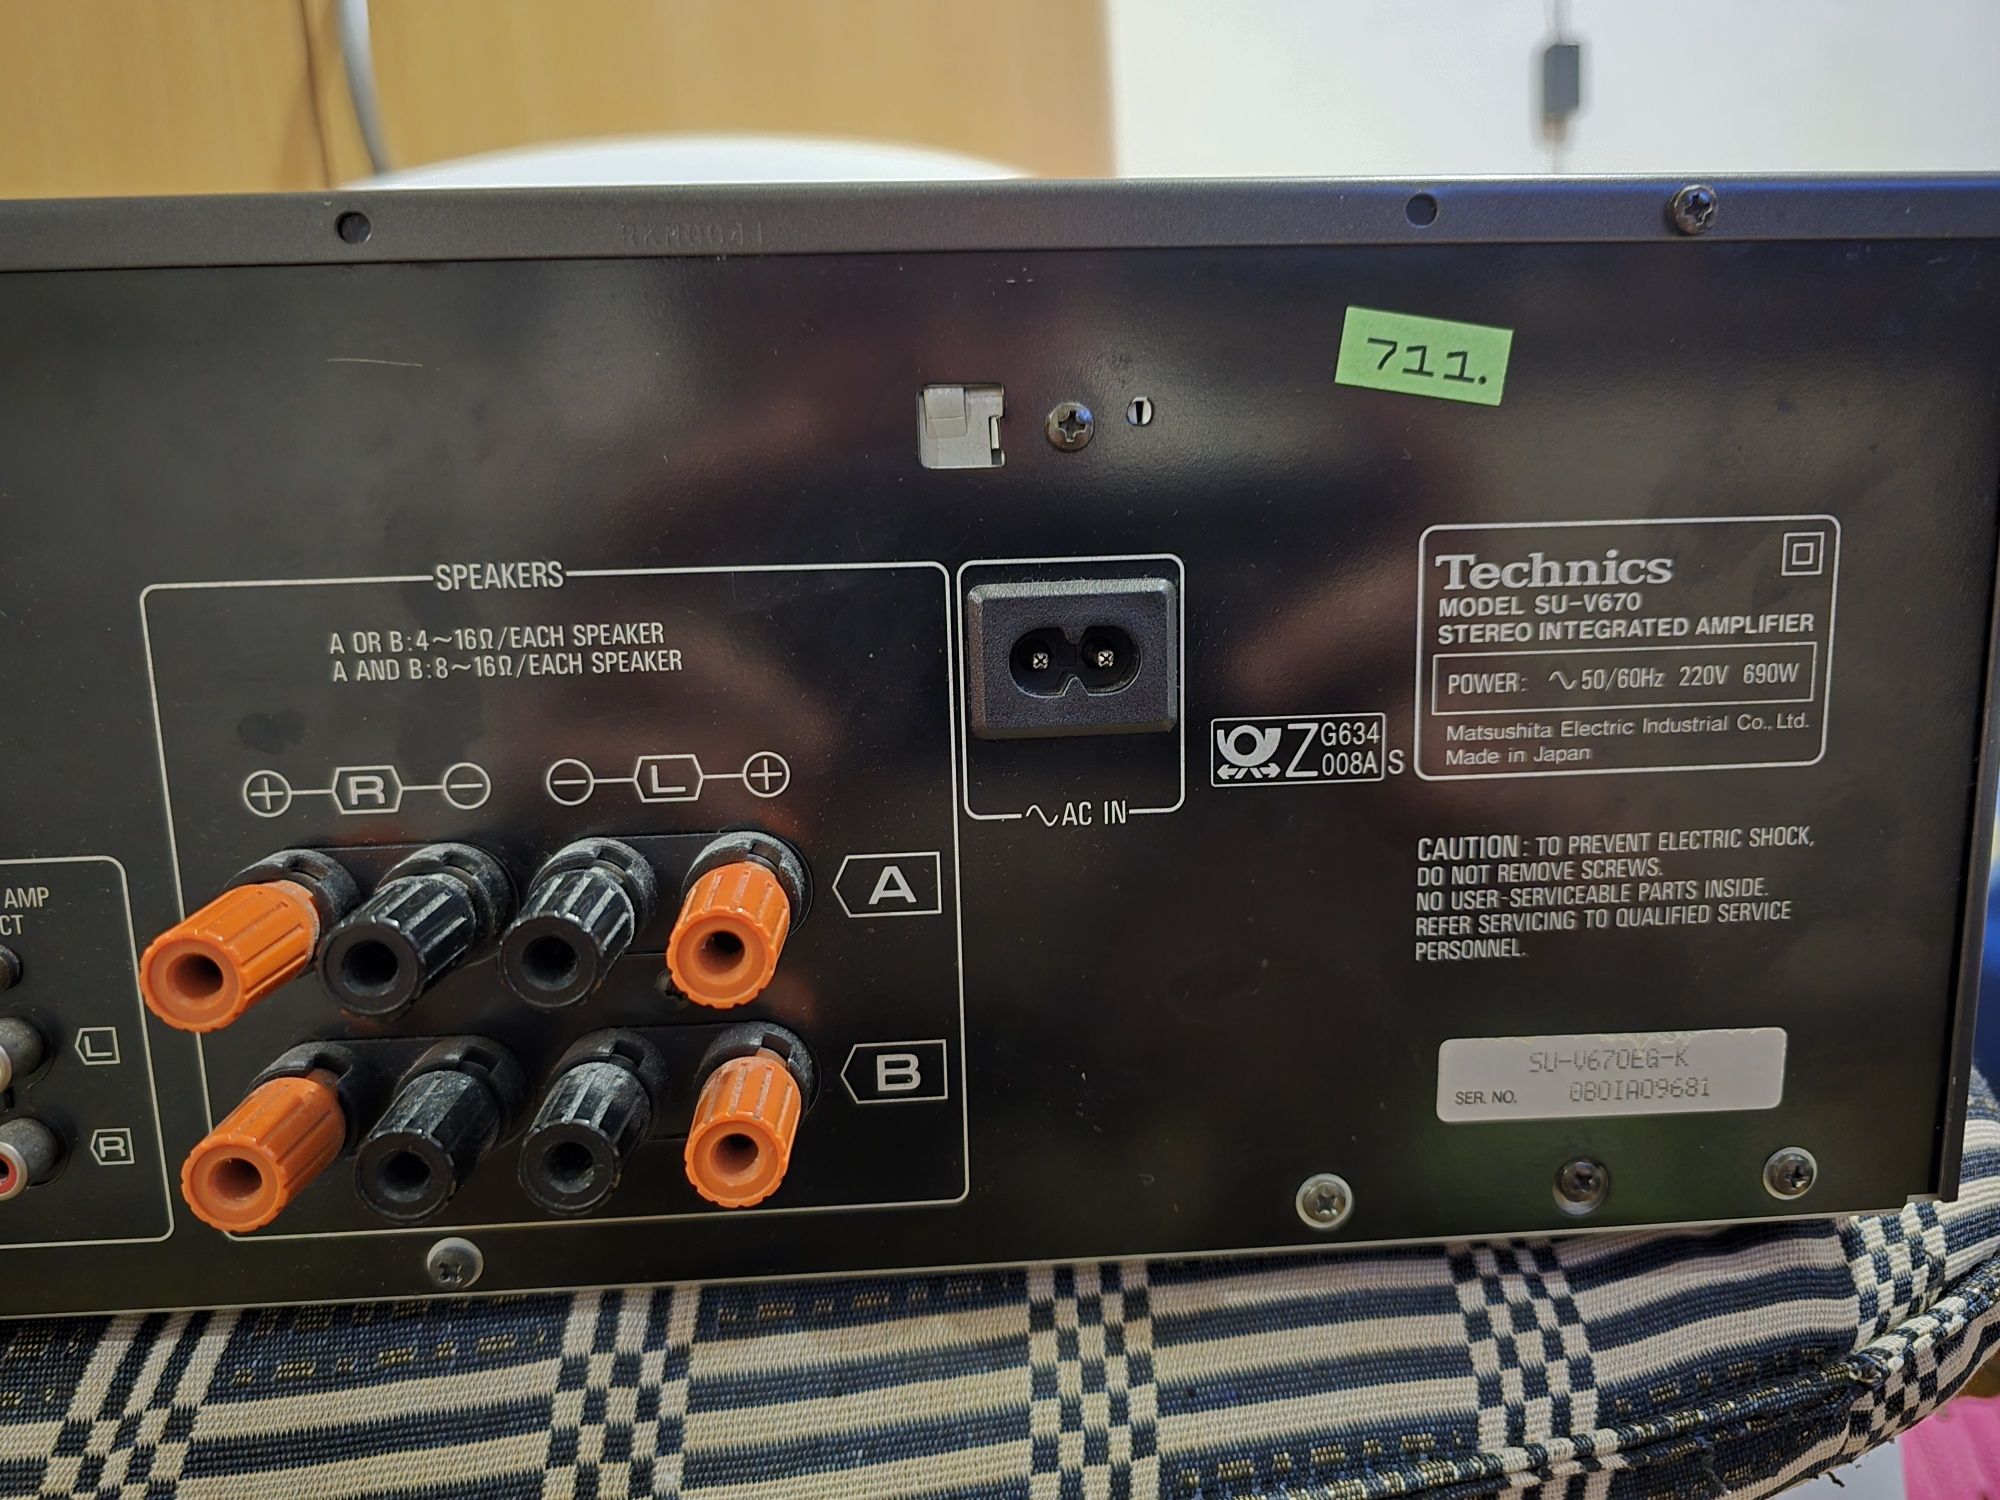 RKM0041
711.
SPEAKERS
A OR B:4~16Ω/EACH SPEAKER
A AND B:8~16Ω/EACH SPEAKER
⊕ R ⊖ ⊖ L ⊕
A
B
AMP
CT
L
R
∿AC IN
Z G634
008A S
Technics
MODEL SU-V670
STEREO INTEGRATED AMPLIFIER
POWER: ∿50/60Hz 220V 690W
Matsushita Electric Industrial Co., Ltd.
Made in Japan
CAUTION: TO PREVENT ELECTRIC SHOCK,
DO NOT REMOVE SCREWS.
NO USER-SERVICEABLE PARTS INSIDE.
REFER SERVICING TO QUALIFIED SERVICE
PERSONNEL.
SU-V670EG-K
SER. NO. 0B0IA09681